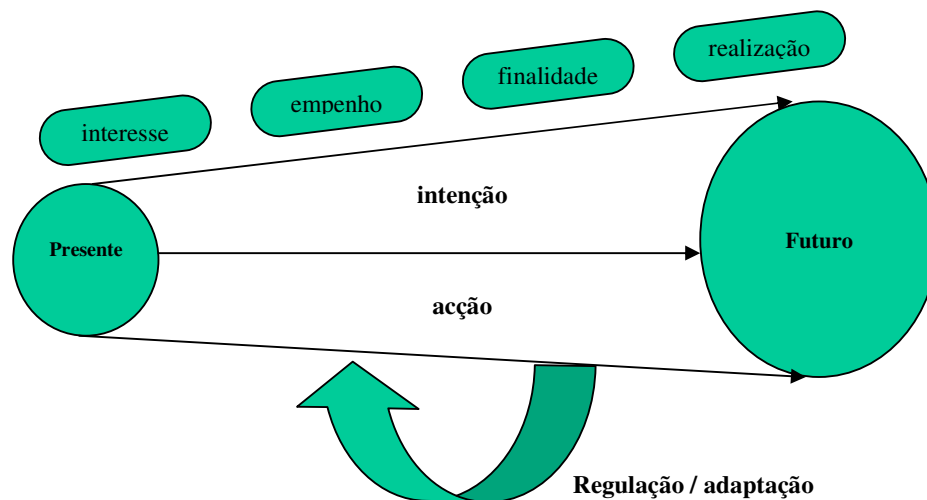 realização
finalidade
empenho
interesse
intenção
Presente
Futuro
acção
Regulação / adaptação